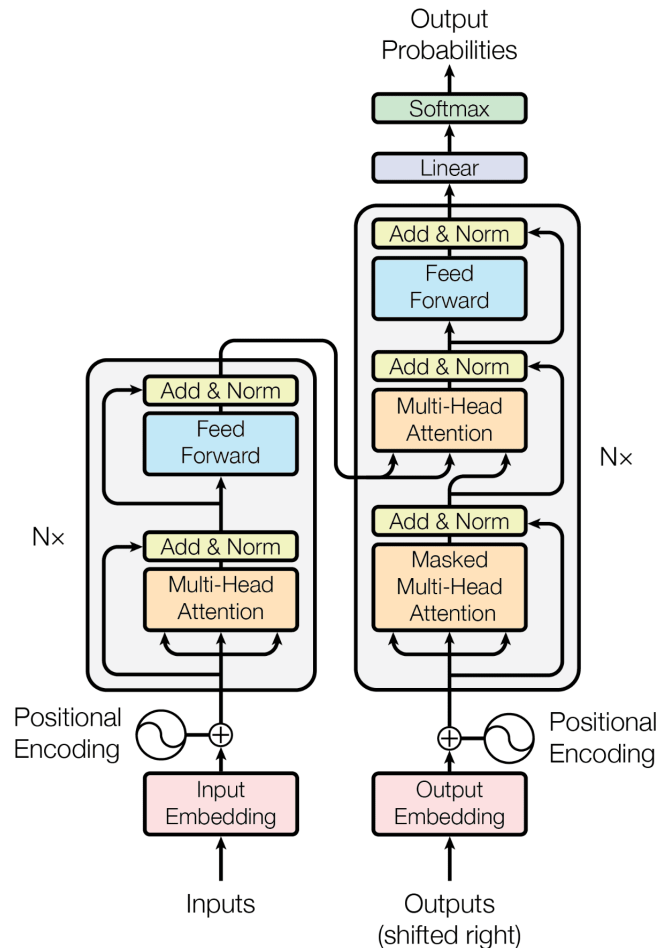 Output
Probabilities
Softmax
Linear
Add & Norm
Feed
Forward
Add & Norm
Multi-Head
Attention
Add & Norm
Masked
Multi-Head
Attention
N×
Add & Norm
Feed
Forward
Add & Norm
Multi-Head
Attention
N×
Positional
Encoding
Positional
Encoding
Input
Embedding
Output
Embedding
Inputs
Outputs
(shifted right)